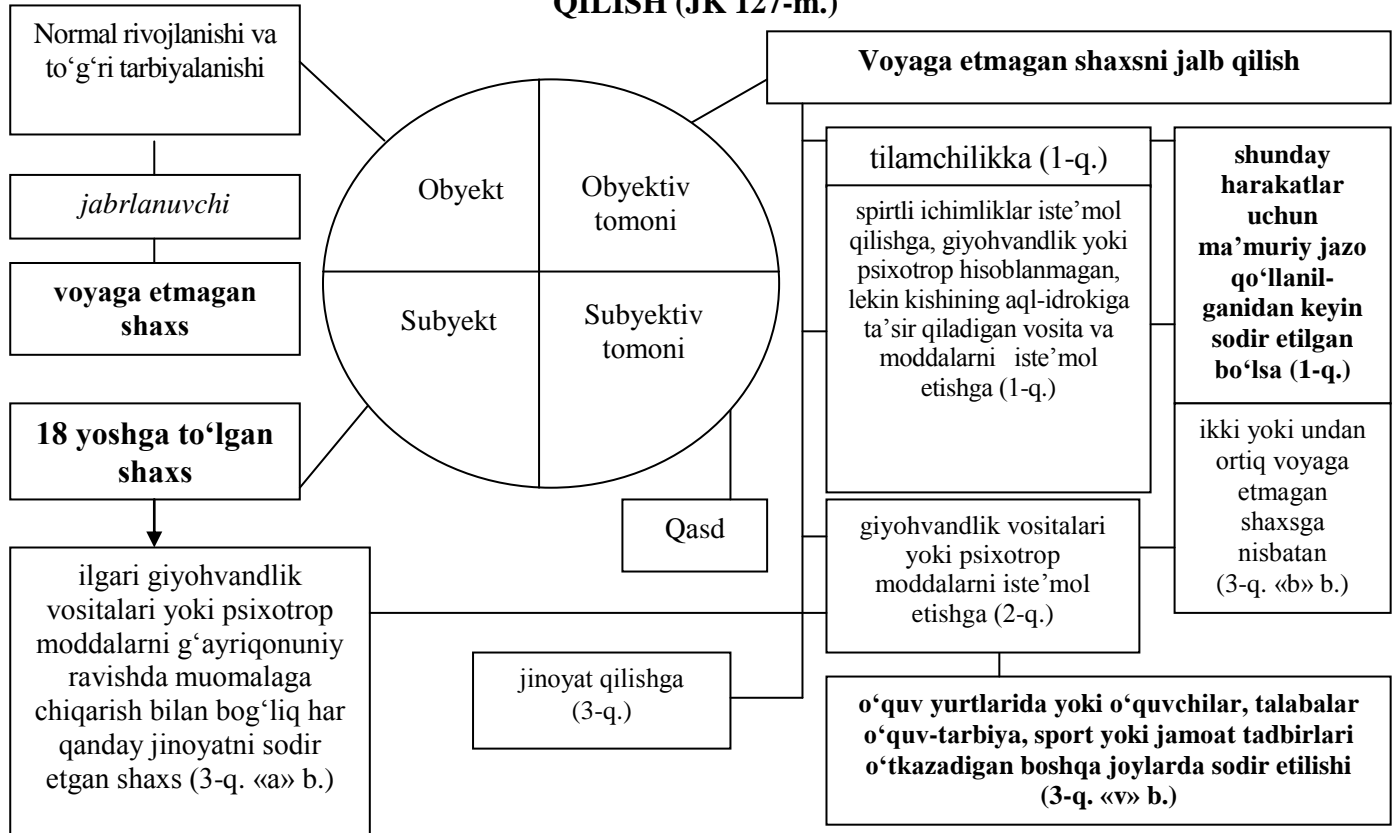 QILISH (JK 127-m.)
Normal rivojlanishi va
to‘g‘ri tarbiyalanishi
jabrlanuvchi
voyaga etmagan
shaxs
Obyekt
Obyektiv
tomoni
Subyekt
Subyektiv
tomoni
18 yoshga to‘lgan
shaxs
ilgari giyohvandlik
vositalari yoki psixotrop
moddalarni g‘ayriqonuniy
ravishda muomalaga
chiqarish bilan bog‘liq har
qanday jinoyatni sodir
etgan shaxs (3-q. «a» b.)
Qasd
Voyaga etmagan shaxsni jalb qilish
tilamchilikka (1-q.)
spirtli ichimliklar iste’mol
qilishga, giyohvandlik yoki
psixotrop hisoblanmagan,
lekin kishining aql-idrokiga
ta’sir qiladigan vosita va
moddalarni iste’mol
etishga (1-q.)
shunday
harakatlar
uchun
ma’muriy jazo
qo‘llanil-
ganidan keyin
sodir etilgan
bo‘lsa (1-q.)
ikki yoki undan
ortiq voyaga
etmagan
shaxsga
nisbatan
(3-q. «b» b.)
giyohvandlik vositalari
yoki psixotrop
moddalarni iste’mol
etishga (2-q.)
jinoyat qilishga
(3-q.)
o‘quv yurtlarida yoki o‘quvchilar, talabalar
o‘quv-tarbiya, sport yoki jamoat tadbirlari
o‘tkazadigan boshqa joylarda sodir etilishi
(3-q. «v» b.)